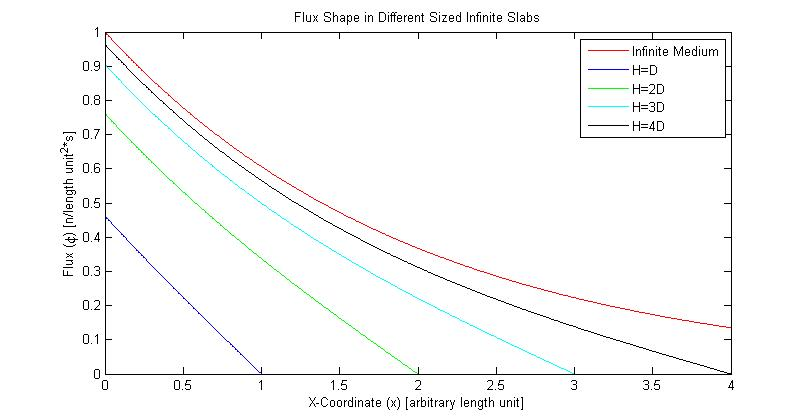 Flux Shape in Different Sized Infinite Slabs
Flux (ϕ) [n/length unit²*s]
1
0.9
0.8
0.7
0.6
0.5
0.4
0.3
0.2
0.1
0
Infinite Medium
H=D
H=2D
H=3D
H=4D
0 0.5 1 1.5 2 2.5 3 3.5 4
X-Coordinate (x) [arbitrary length unit]